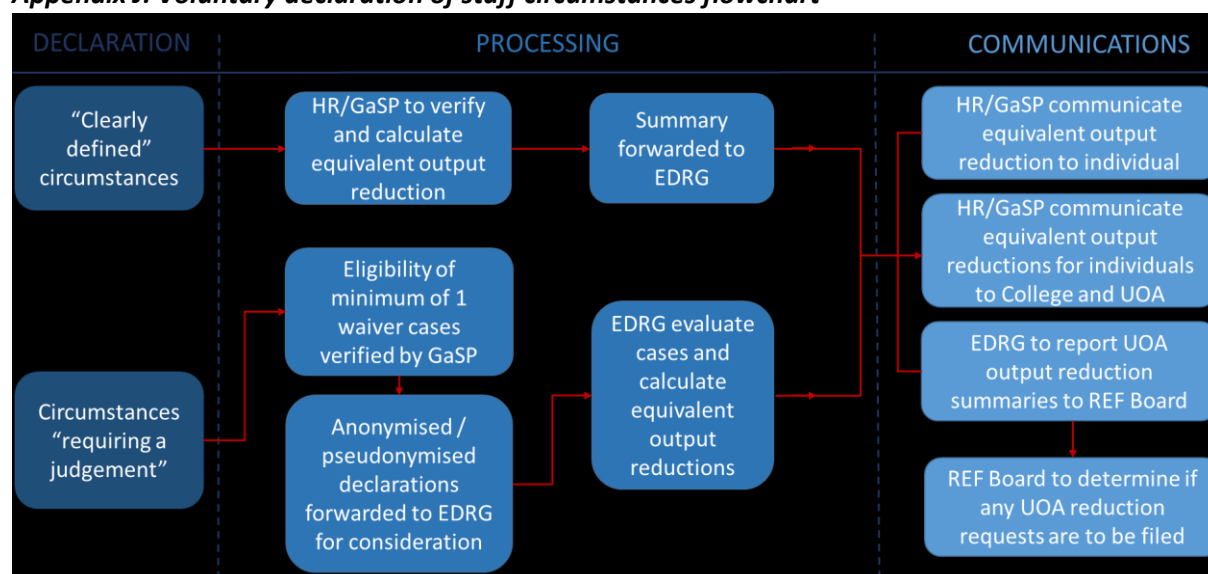 Appendix J: Voluntary declaration of staff circumstances flowchart
DECLARATION
PROCESSING
COMMUNICATIONS
“Clearly
defined”
circumstances
HR/GaSP to verify
and calculate
equivalent output
reduction
Summary
forwarded to
EDRG
HR/GaSP communicate
equivalent output
reduction to individual
HR/GaSP communicate
equivalent output
reductions for individuals
to College and UOA
Circumstances
“requiring a
judgement”
Eligibility of
minimum of 1
waiver cases
verified by GaSP
Anonymised /
pseudonymised
declarations
forwarded to EDRG
for consideration
EDRG evaluate
cases and
calculate
equivalent
output
reductions
EDRG to report UOA
output reduction
summaries to REF Board
REF Board to determine if
any UOA reduction
requests are to be filed